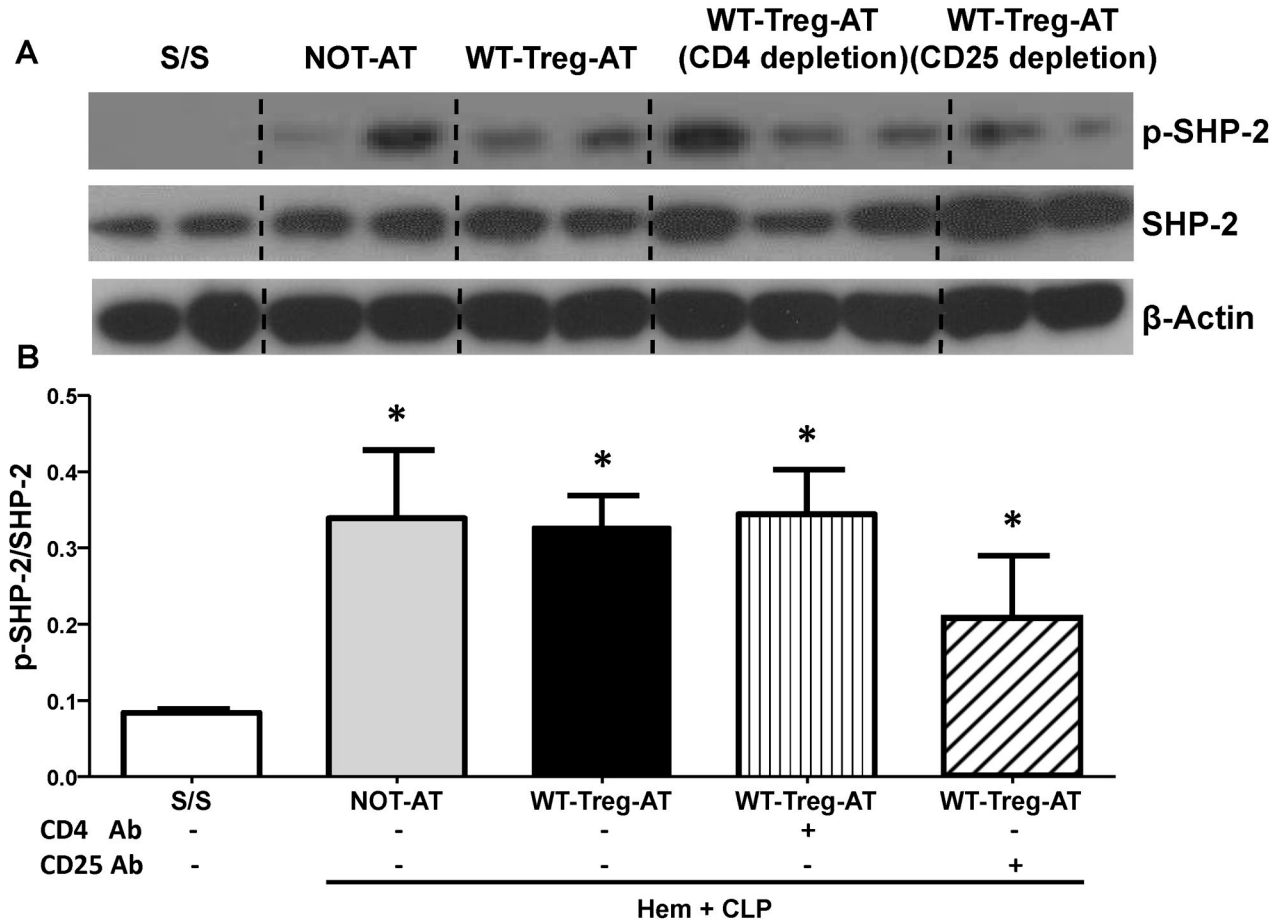 A
S/S NOT-AT WT-Treg-AT WT-Treg-AT (CD4 depletion) WT-Treg-AT (CD25 depletion)
p-SHP-2
SHP-2
β-Actin
B
p-SHP-2/SHP-2
0.5
0.4
0.3
0.2
0.1
0.0
* * * *
S/S NOT-AT WT-Treg-AT WT-Treg-AT WT-Treg-AT
CD4 Ab - - - + -
CD25 Ab - - - - +
Hem + CLP